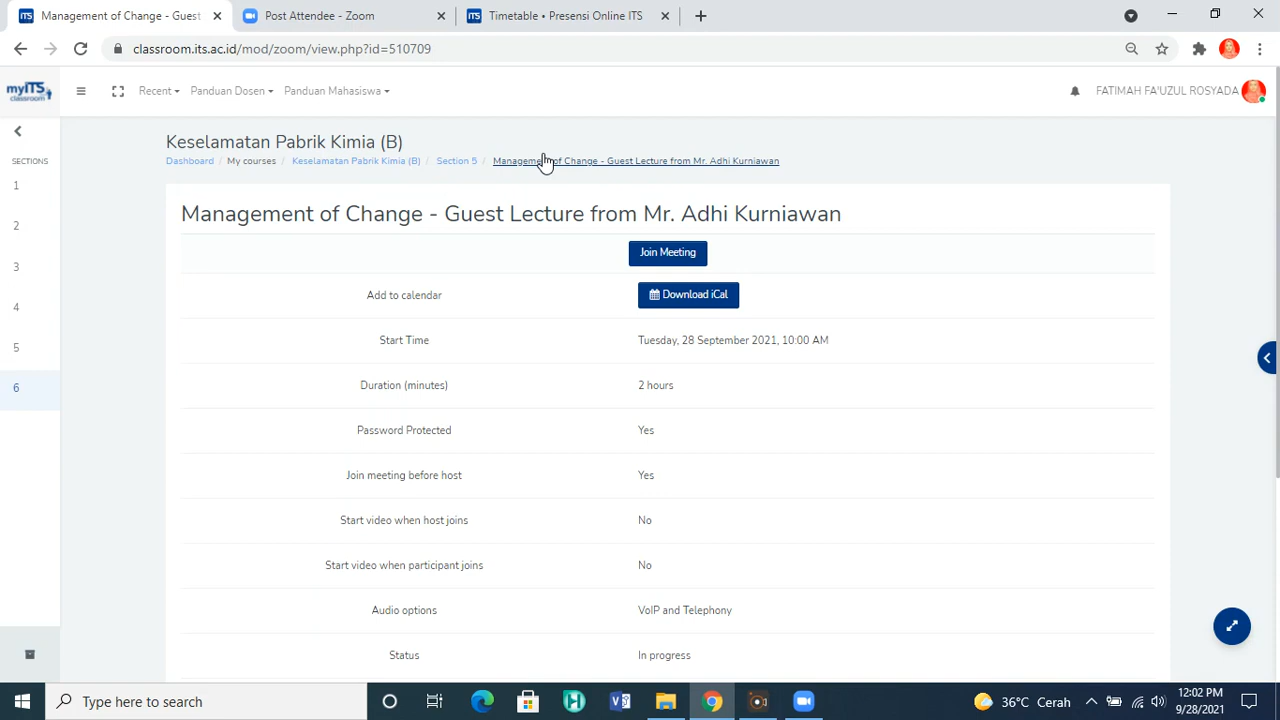 Management of Change - Guest
Post Attendee - Zoom
Timetable • Presensi Online ITS
classroom.its.ac.id/mod/zoom/view.php?id=510709
myITS
classroom
Recent
Panduan Dosen
Panduan Mahasiswa
FATIMAH FA'UZUL ROSYADA
SECTIONS
1
2
3
4
5
6
Keselamatan Pabrik Kimia (B)
Dashboard / My courses / Keselamatan Pabrik Kimia (B) / Section 5 / Management of Change - Guest Lecture from Mr. Adhi Kurniawan
Management of Change - Guest Lecture from Mr. Adhi Kurniawan
Join Meeting
Add to calendar Download iCal
Start Time Tuesday, 28 September 2021, 10:00 AM
Duration (minutes) 2 hours
Password Protected Yes
Join meeting before host Yes
Start video when host joins No
Start video when participant joins No
Audio options VoIP and Telephony
Status In progress
Type here to search
36°C Cerah
12:02 PM
9/28/2021